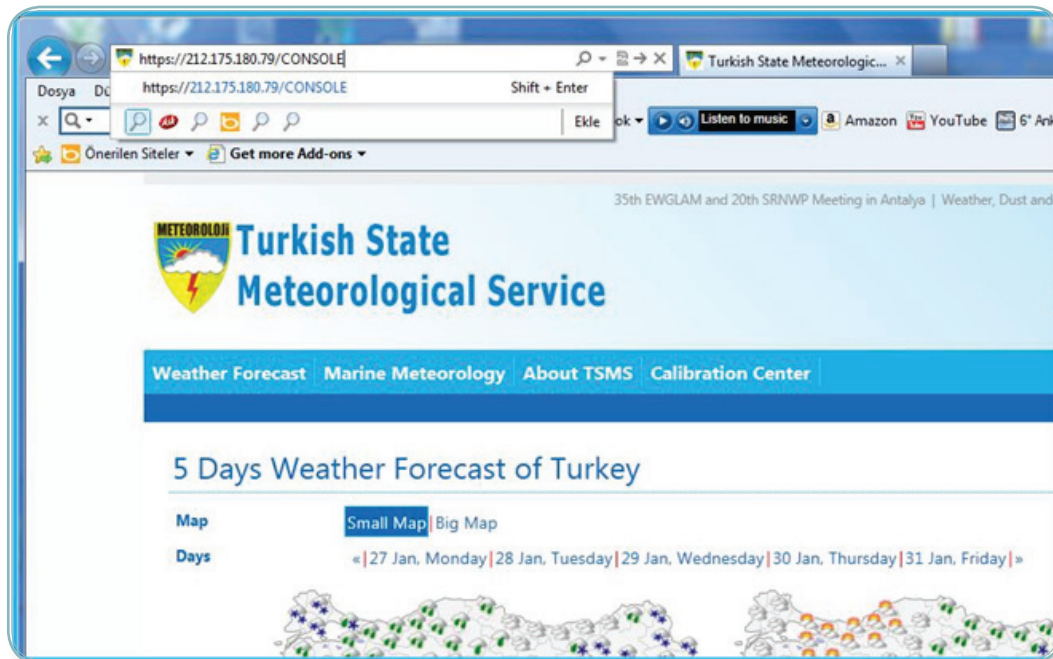 https://212.175.180.79/CONSOLE
Turkish State Meteorologic...
https://212.175.180.79/CONSOLE Shift + Enter
Dosya Dü
Ekle ok Listen to music Amazon YouTube 6° Ank
Önerilen Siteler Get more Add-ons
35th EWGLAM and 20th SRNWP Meeting in Antalya | Weather, Dust and
METEOROLOJI
Turkish State
Meteorological Service
Weather Forecast Marine Meteorology About TSMS Calibration Center
5 Days Weather Forecast of Turkey
Map Small Map|Big Map
Days «|27 Jan, Monday|28 Jan, Tuesday|29 Jan, Wednesday|30 Jan, Thursday|31 Jan, Friday|»